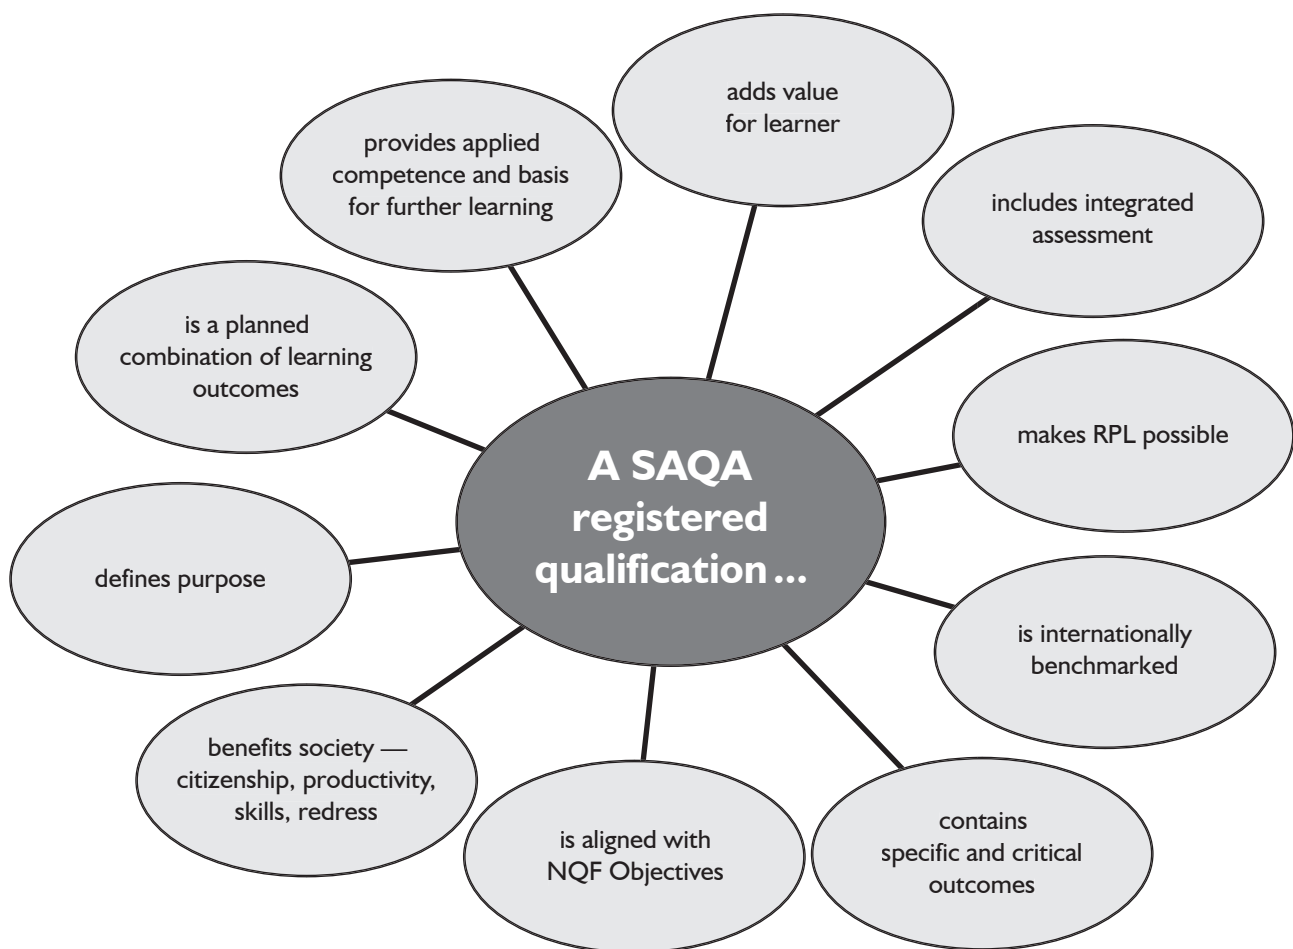 adds value
for learner
provides applied
competence and basis
for further learning
includes integrated
assessment
is a planned
combination of learning
outcomes
makes RPL possible
A SAQA
registered
qualification ...
defines purpose
is internationally
benchmarked
benefits society —
citizenship, productivity,
skills, redress
is aligned with
NQF Objectives
contains
specific and critical
outcomes